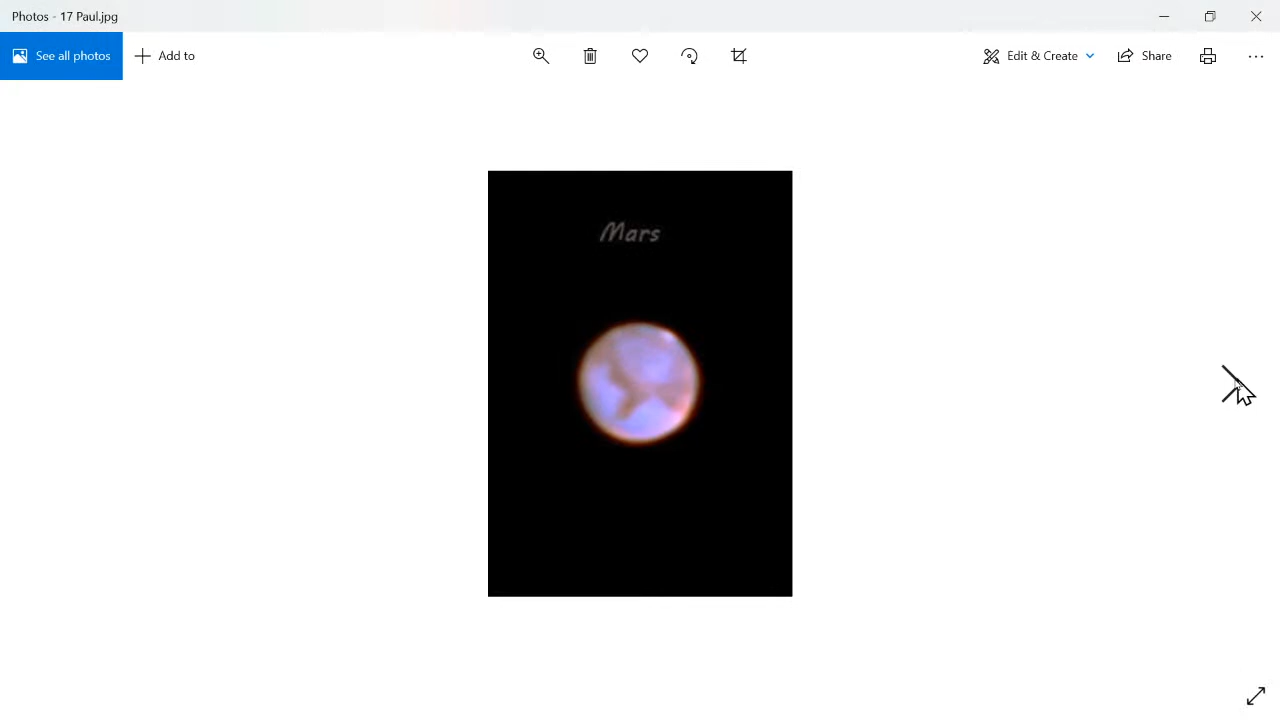 Photos - 17 Paul.jpg
See all photos
Add to
Edit & Create
Share
Mars